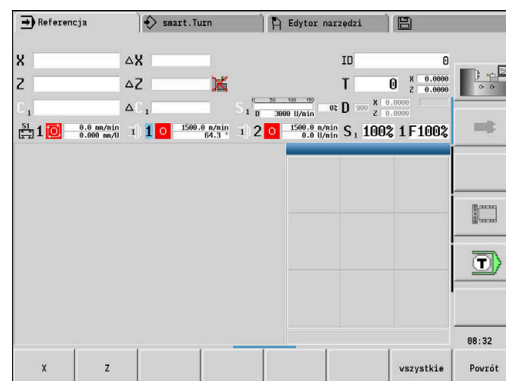 Referencja smart.Turn Edytor narzędzi
X ΔX ID 0
Z ΔZ T 0 X 0.0000 Z 0.0000
C1 ΔC1 S1 0 50 100 150 D 3000 U/min 0% D 900 X 0.0000 Z 0.0000
S1 1 0.0 mm/min 0.000 mm/U 1) 1 1500.0 m/min 64.3 ° 1) 2 1500.0 m/min 0.0 U/min S1 100% 1 F100%
T
08:32
X Z wszystkie Powrót